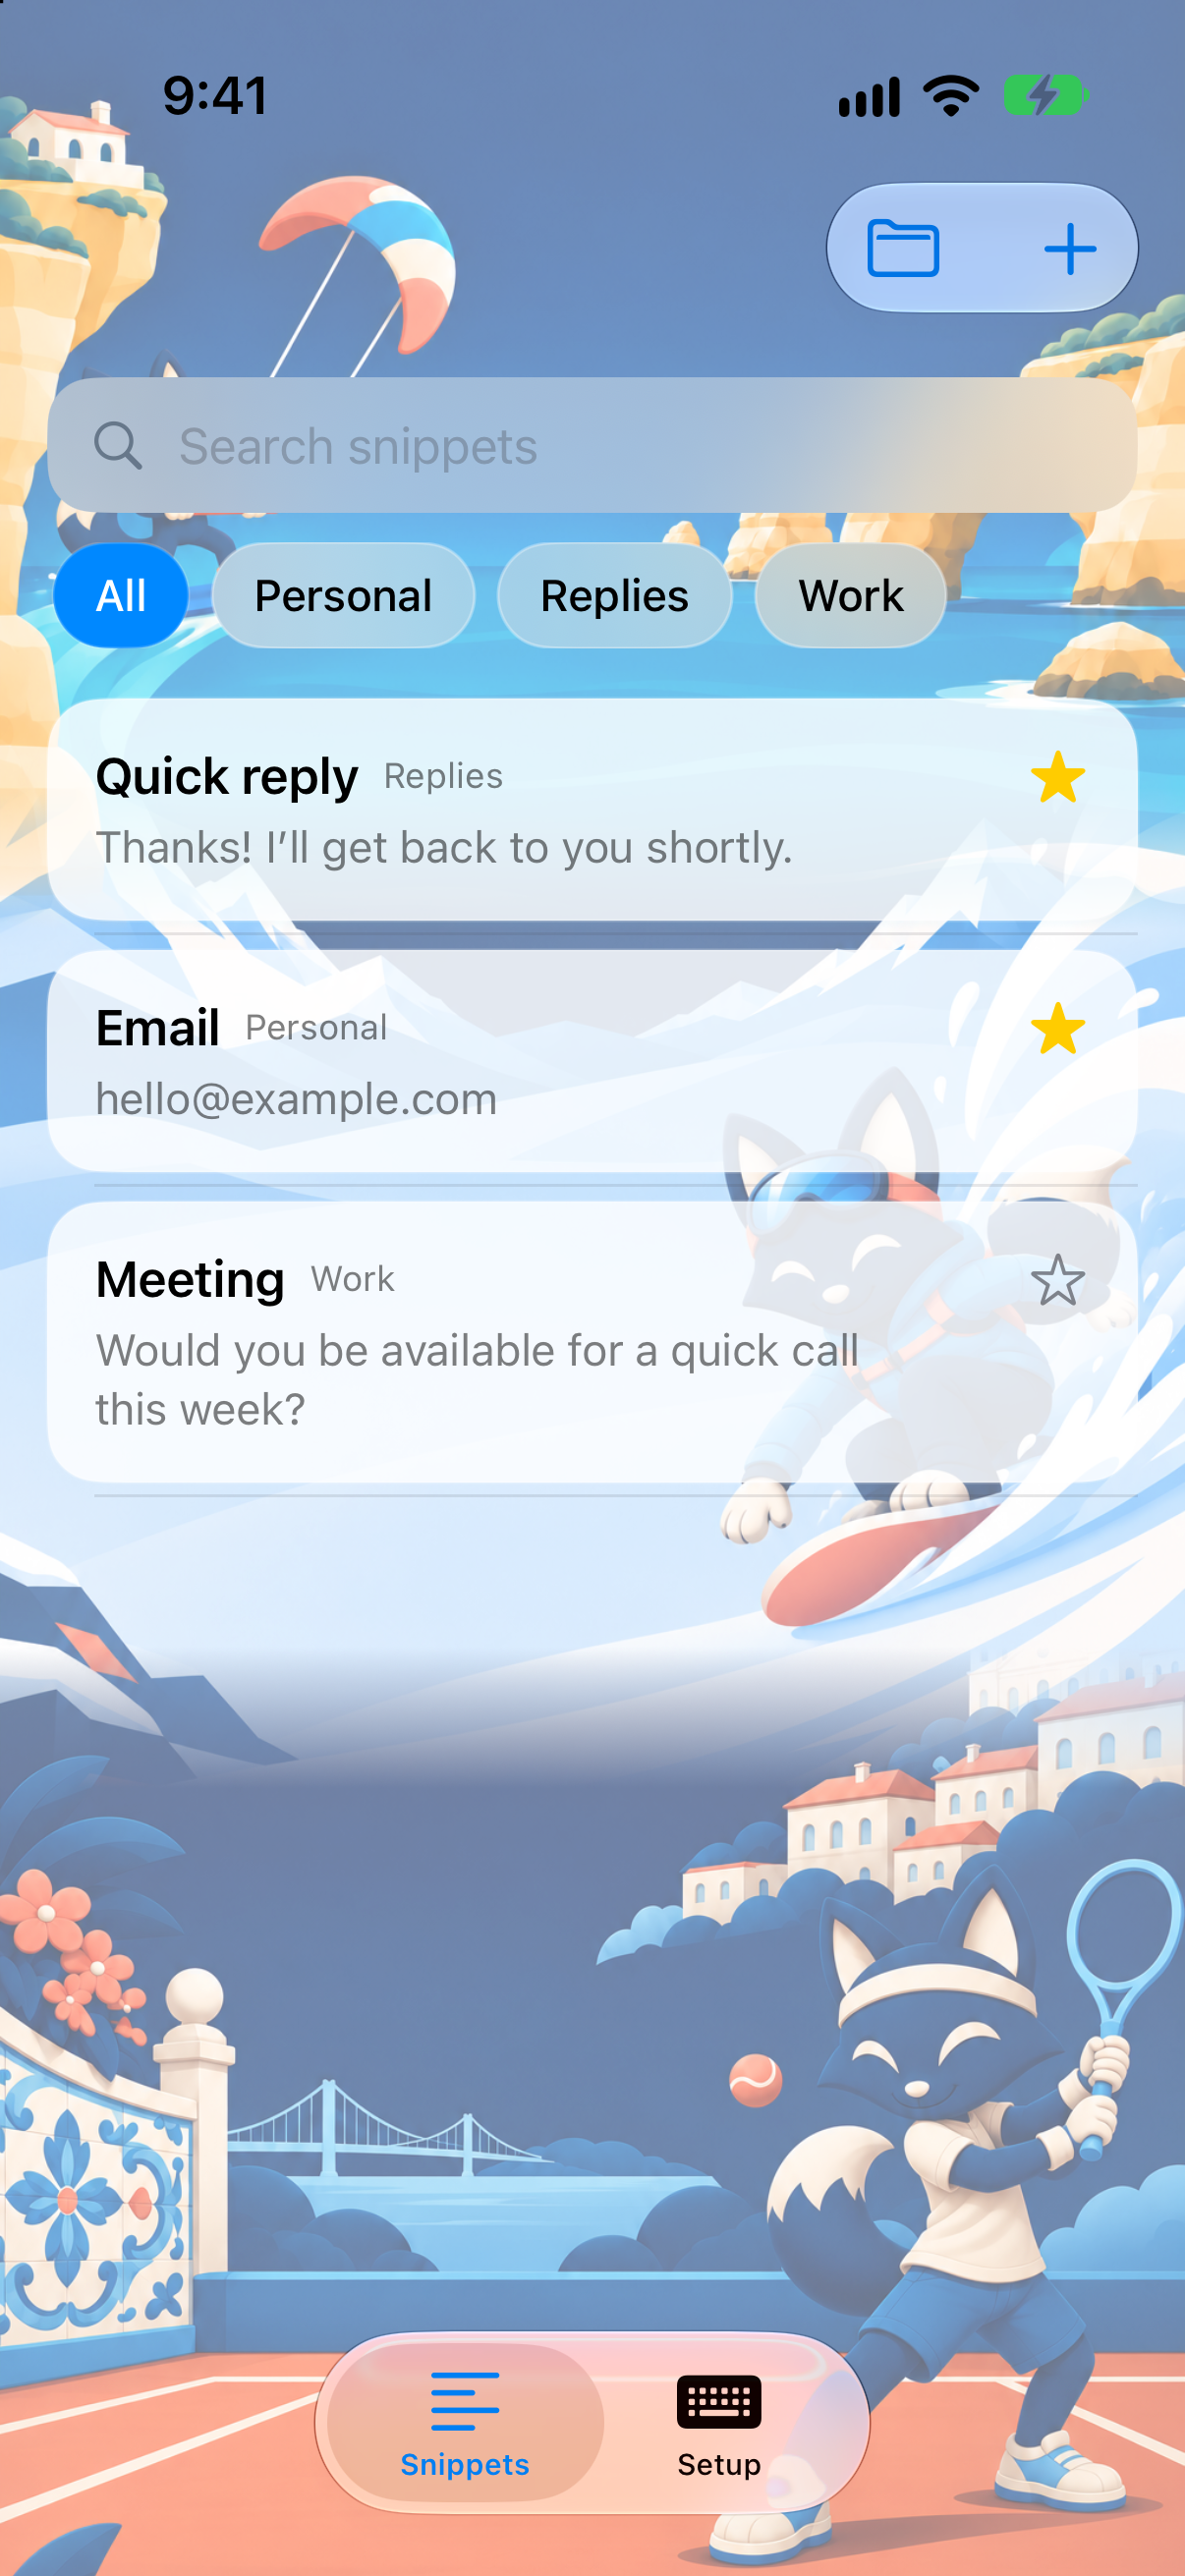 9:41
Search snippets
All Personal Replies Work
Quick reply Replies
Thanks! I’ll get back to you shortly.
Email Personal
hello@example.com
Meeting Work
Would you be available for a quick call
this week?
Snippets Setup